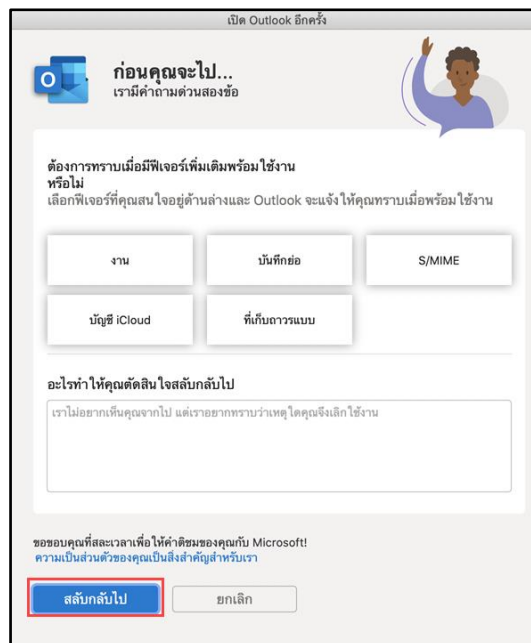 เปิด Outlook อีกครั้ง
ก่อนคุณจะไป...
เรามีคำถามด่วนสองข้อ
ต้องการทราบเมื่อมีฟีเจอร์เพิ่มเติมพร้อมใช้งาน
หรือไม่
เลือกฟีเจอร์ที่คุณสนใจอยู่ด้านล่างและ Outlook จะแจ้งให้คุณทราบเมื่อพร้อมใช้งาน
งาน
บันทึกย่อ
S/MIME
บัญชี iCloud
ที่เก็บถาวรแบบ
อะไรทำให้คุณตัดสินใจสลับกลับไป
เราไม่อยากเห็นคุณจากไป แต่เราอยากทราบว่าเหตุใดคุณจึงเลิกใช้งาน
ขอขอบคุณที่สละเวลาเพื่อให้คำติชมของคุณกับ Microsoft!
ความเป็นส่วนตัวของคุณเป็นสิ่งสำคัญสำหรับเรา
สลับกลับไป
ยกเลิก